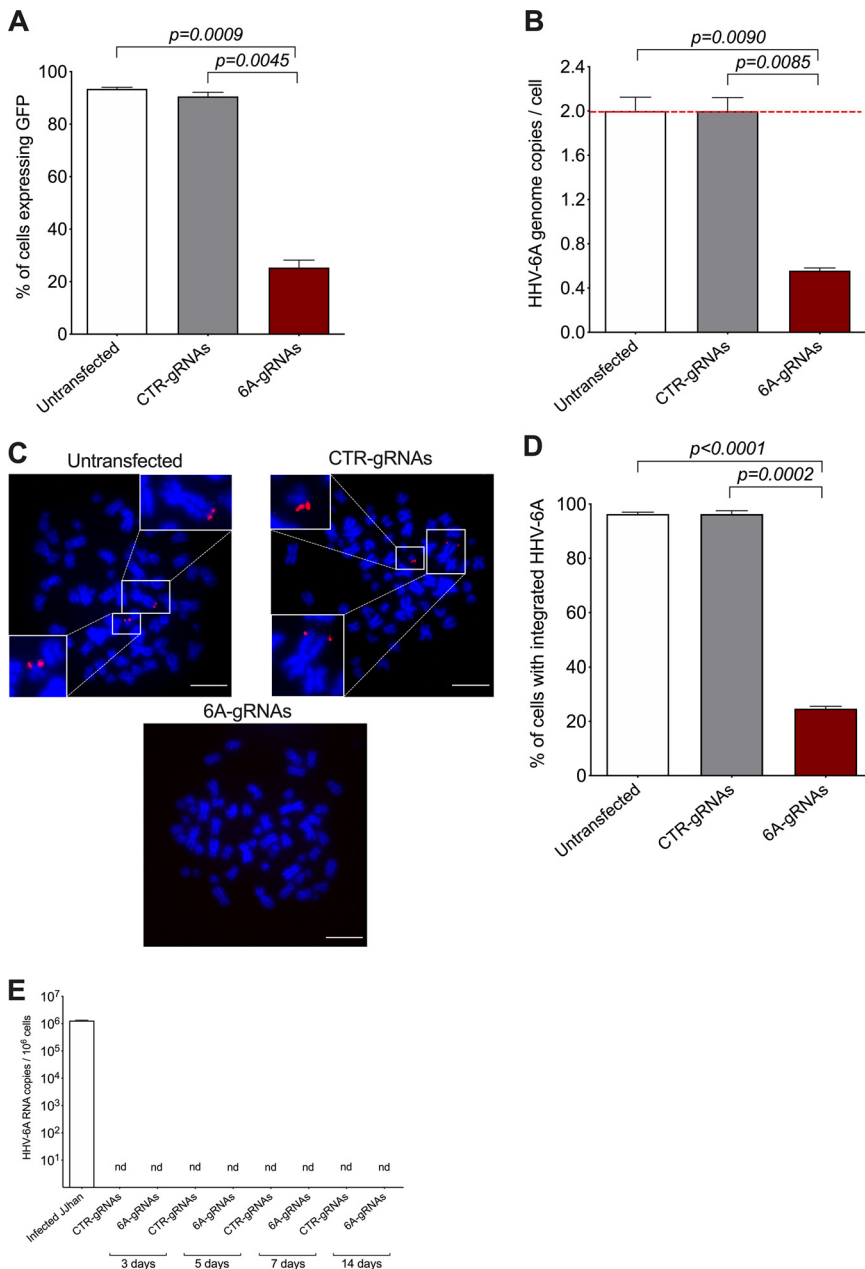 A
p=0.0009
p=0.0045
% of cells expressing GFP
100
80
60
40
20
0
Untransfected
CTR-gRNAs
6A-gRNAs
B
p=0.0090
p=0.0085
HHV-6A genome copies / cell
2.4
2.0
1.6
1.2
0.8
0.4
0.0
Untransfected
CTR-gRNAs
6A-gRNAs
C
Untransfected
CTR-gRNAs
6A-gRNAs
D
p<0.0001
p=0.0002
% of cells with integrated HHV-6A
100
80
60
40
20
0
Untransfected
CTR-gRNAs
6A-gRNAs
E
HHV-6A RNA copies / 10⁶ cells
10⁷
10⁶
10⁵
10⁴
10³
10²
10¹
nd nd nd nd nd nd nd nd
Infected JJhan
CTR-gRNAs
6A-gRNAs
CTR-gRNAs
6A-gRNAs
CTR-gRNAs
6A-gRNAs
CTR-gRNAs
6A-gRNAs
3 days 5 days 7 days 14 days